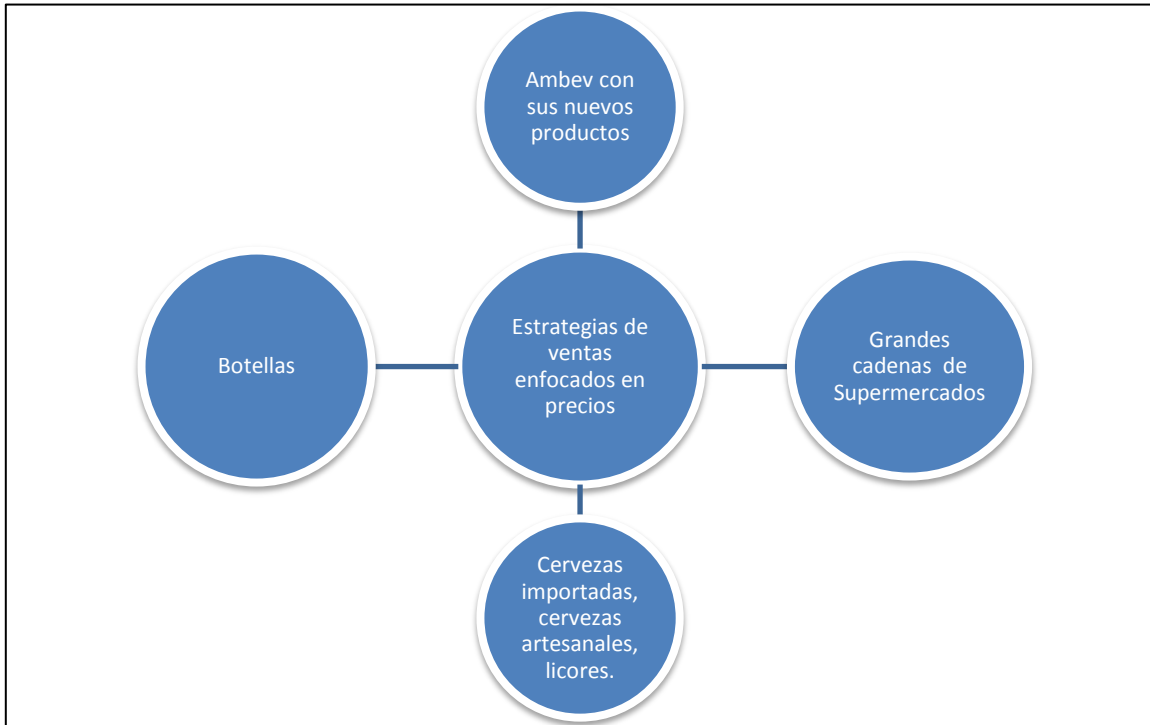 Ambev con
sus nuevos
productos
Botellas
Estrategias de
ventas
enfocados en
precios
Grandes
cadenas de
Supermercados
Cervezas
importadas,
cervezas
artesanales,
licores.